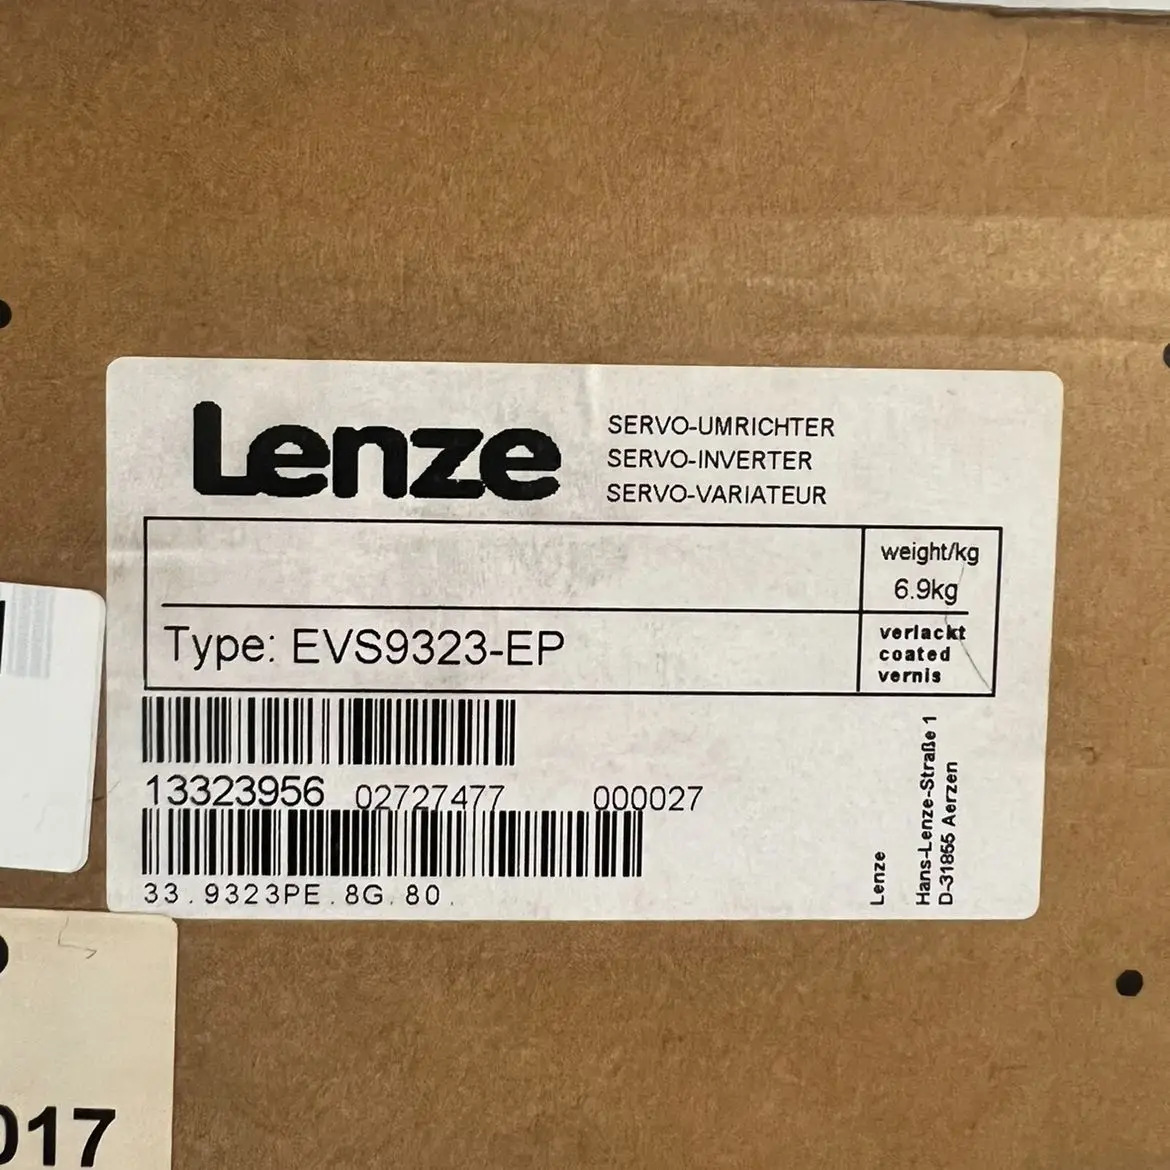 Lenze
SERVO-UMRICHTER
SERVO-INVERTER
SERVO-VARIATEUR
weight/kg
6.9kg
Type: EVS9323-EP
verlackt
coated
vernis
13323956 02727477 000027
33.9323PE.8G.80.
Lenze
Hans-Lenze-Straße 1
D-31855 Aerzen
017